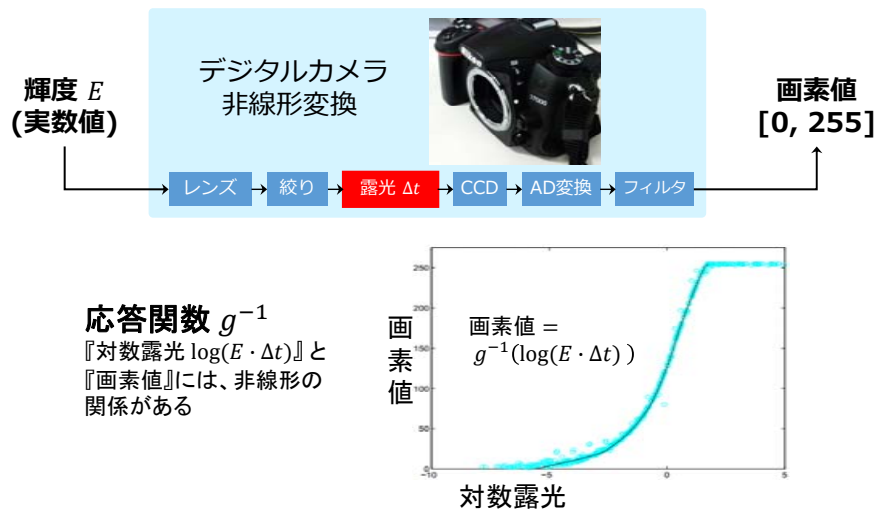 デジタルカメラ
非線形変換
輝度 E
(実数値)
画素値
[0, 255]
レンズ
絞り
露光 Δt
CCD
AD変換
フィルタ
応答関数 g⁻¹
『対数露光 log(E · Δt)』と
『画素値』には、非線形の
関係がある
画素値
画素値 =
g⁻¹(log(E · Δt) )
250
200
150
100
50
0
-10
-5
0
5
対数露光